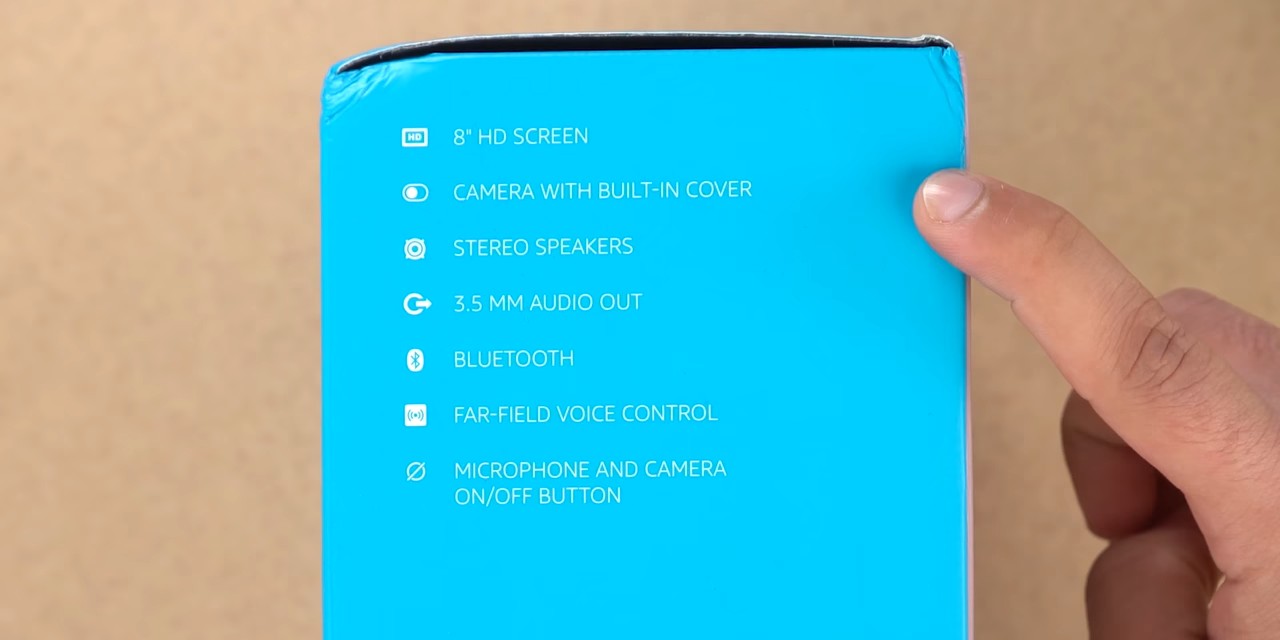 HD 8" HD SCREEN
CAMERA WITH BUILT-IN COVER
STEREO SPEAKERS
3.5 MM AUDIO OUT
BLUETOOTH
FAR-FIELD VOICE CONTROL
MICROPHONE AND CAMERA
ON/OFF BUTTON